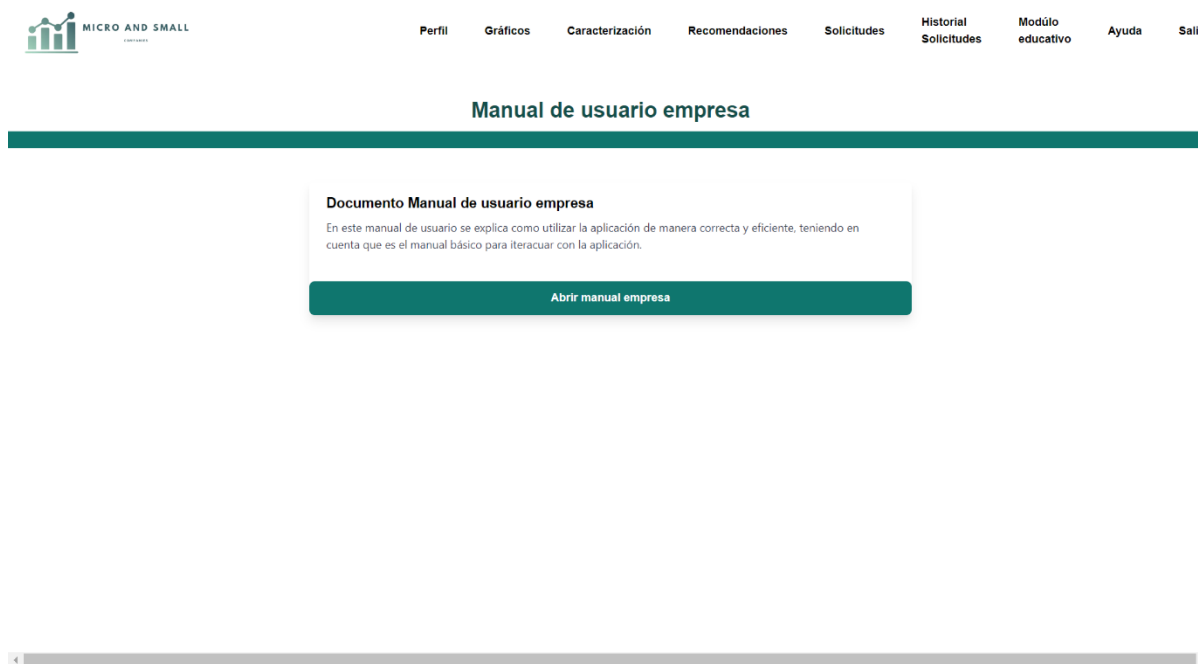 MICRO AND SMALL
COMPANIES
Perfil
Gráficos
Caracterización
Recomendaciones
Solicitudes
Historial
Solicitudes
Modúlo
educativo
Ayuda
Sali
Manual de usuario empresa
Documento Manual de usuario empresa
En este manual de usuario se explica como utilizar la aplicación de manera correcta y eficiente, teniendo en
cuenta que es el manual básico para iteracuar con la aplicación.
Abrir manual empresa